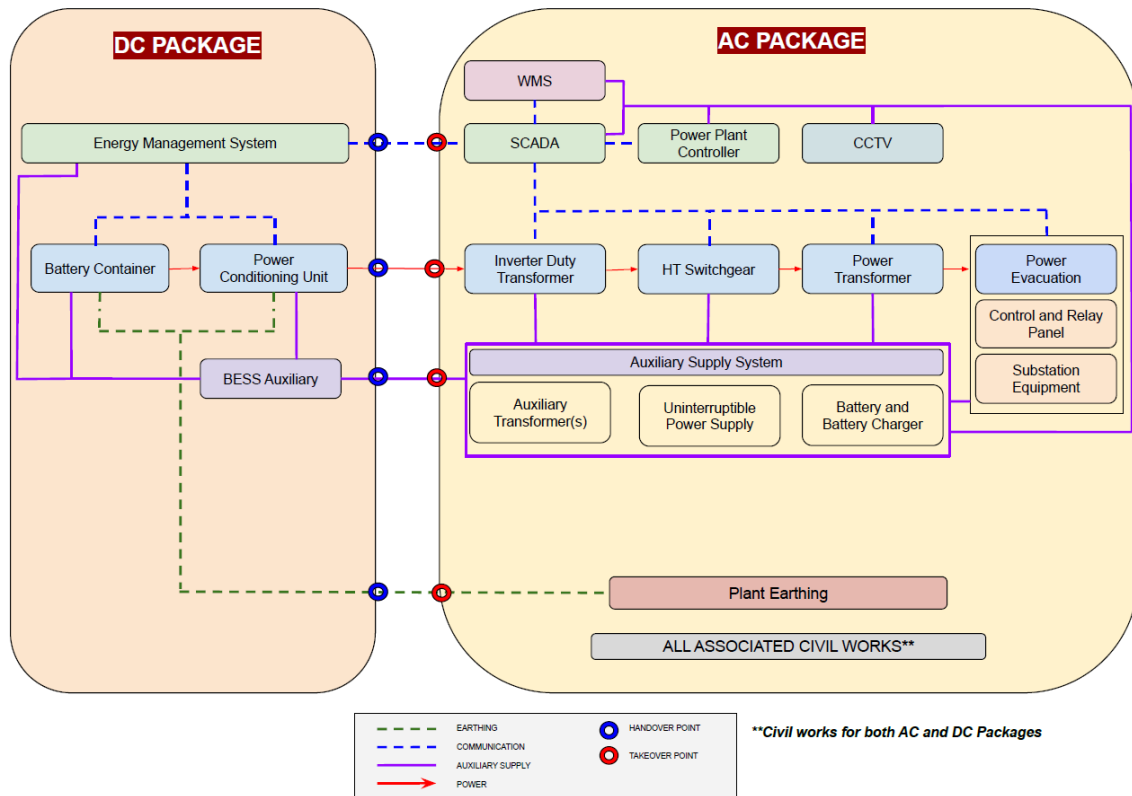 DC PACKAGE
AC PACKAGE
WMS
Energy Management System
SCADA
Power Plant
Controller
CCTV
Battery Container
Power
Conditioning Unit
Inverter Duty
Transformer
HT Switchgear
Power
Transformer
Power
Evacuation
Control and Relay
Panel
Substation
Equipment
BESS Auxiliary
Auxiliary Supply System
Auxiliary
Transformer(s)
Uninterruptible
Power Supply
Battery and
Battery Charger
Plant Earthing
ALL ASSOCIATED CIVIL WORKS**
EARTHING
COMMUNICATION
AUXILIARY SUPPLY
POWER
HANDOVER POINT
TAKEOVER POINT
**Civil works for both AC and DC Packages